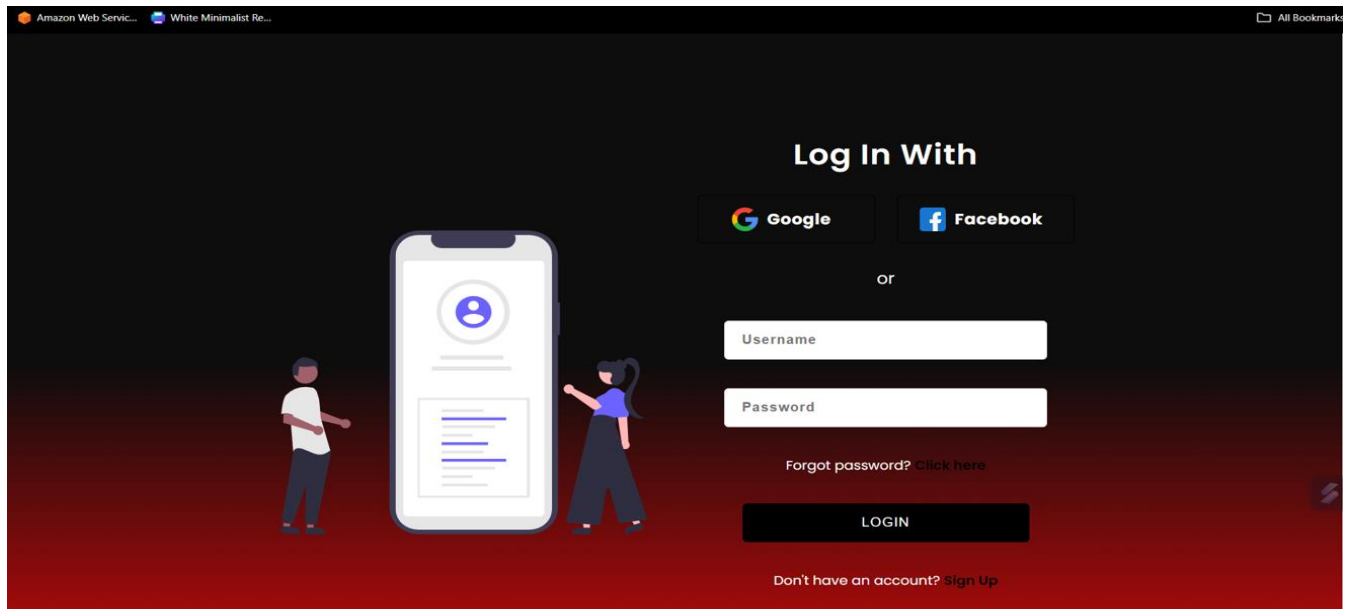 Amazon Web Servic... White Minimalist Re... All Bookmarks
Log In With
Google Facebook
or
Username
Password
Forgot password? Click here
LOGIN
Don't have an account? Sign Up